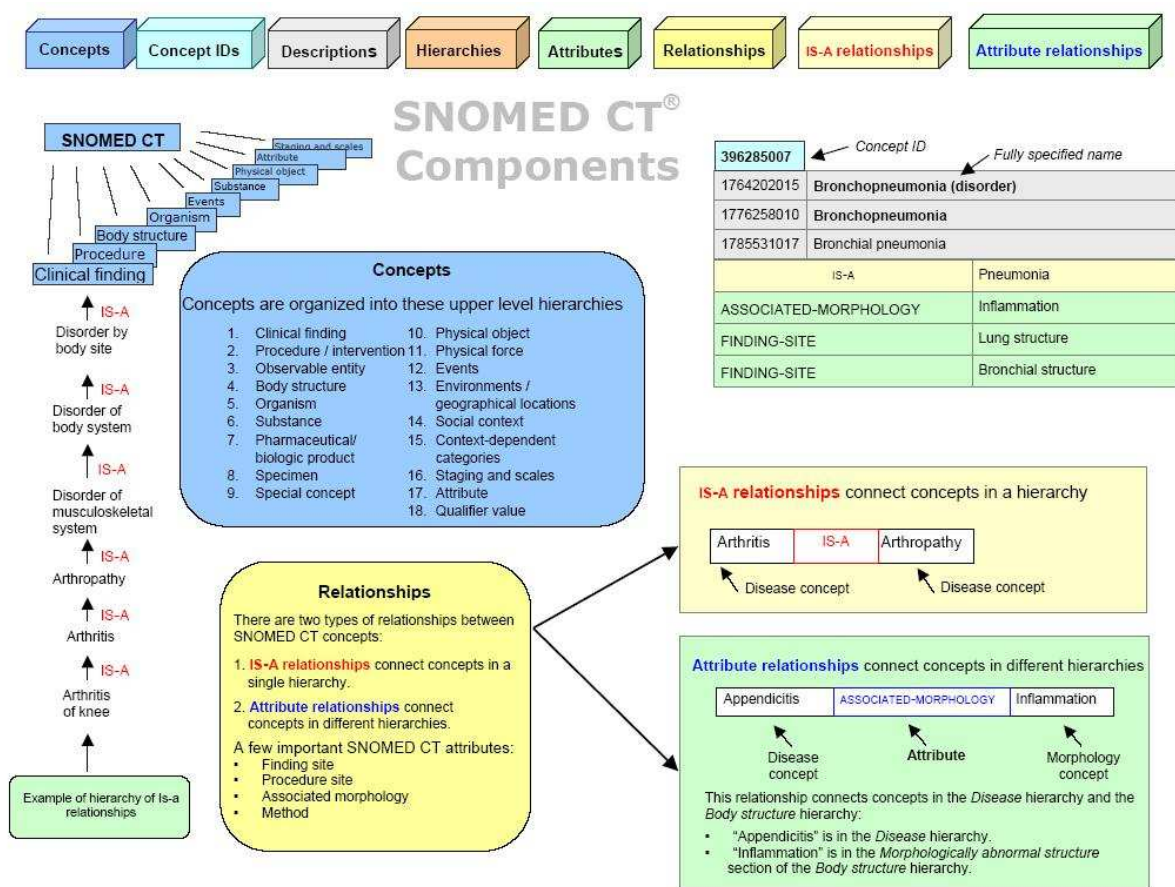 Concepts
Concept IDs
Descriptions
Hierarchies
Attributes
Relationships
IS-A relationships
Attribute relationships
SNOMED CT®
Components
SNOMED CT
Staging and scales
Attribute
Physical object
Substance
Events
Organism
Body structure
Procedure
Clinical finding
IS-A
Disorder by
body site
IS-A
Disorder of
body system
IS-A
Disorder of
musculoskeletal
system
IS-A
Arthropathy
IS-A
Arthritis
IS-A
Arthritis
of knee
Example of hierarchy of Is-a
relationships
Concepts
Concepts are organized into these upper level hierarchies
1. Clinical finding
2. Procedure / intervention
3. Observable entity
4. Body structure
5. Organism
6. Substance
7. Pharmaceutical/
biologic product
8. Specimen
9. Special concept
10. Physical object
11. Physical force
12. Events
13. Environments /
geographical locations
14. Social context
15. Context-dependent
categories
16. Staging and scales
17. Attribute
18. Qualifier value
Concept ID
Fully specified name
396285007
1764202015 Bronchopneumonia (disorder)
1776258010 Bronchopneumonia
1785531017 Bronchial pneumonia
IS-A Pneumonia
ASSOCIATED-MORPHOLOGY Inflammation
FINDING-SITE Lung structure
FINDING-SITE Bronchial structure
Relationships
There are two types of relationships between
SNOMED CT concepts:
1. IS-A relationships connect concepts in a
single hierarchy.
2. Attribute relationships connect
concepts in different hierarchies.
A few important SNOMED CT attributes:
▪ Finding site
▪ Procedure site
▪ Associated morphology
▪ Method
IS-A relationships connect concepts in a hierarchy
Arthritis IS-A Arthropathy
Disease concept Disease concept
Attribute relationships connect concepts in different hierarchies
Appendicitis ASSOCIATED-MORPHOLOGY Inflammation
Disease
concept
Attribute
Morphology
concept
This relationship connects concepts in the Disease hierarchy and the
Body structure hierarchy:
▪ “Appendicitis” is in the Disease hierarchy.
▪ “Inflammation” is in the Morphologically abnormal structure
section of the Body structure hierarchy.